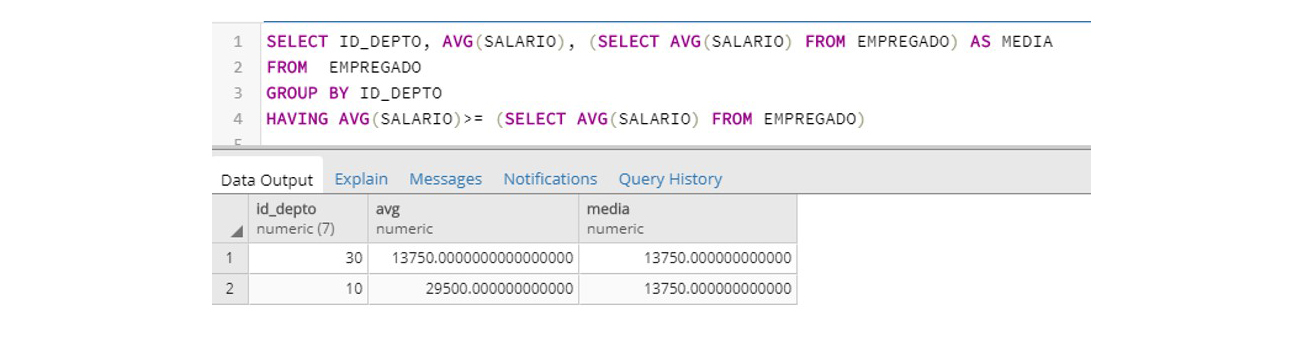 1 SELECT ID_DEPTO, AVG(SALARIO), (SELECT AVG(SALARIO) FROM EMPREGADO) AS MEDIA
2 FROM EMPREGADO
3 GROUP BY ID_DEPTO
4 HAVING AVG(SALARIO)>= (SELECT AVG(SALARIO) FROM EMPREGADO)
5
Data Output Explain Messages Notifications Query History
id_depto avg media
numeric (7) numeric numeric
1 30 13750.0000000000000000 13750.000000000000
2 10 29500.000000000000 13750.000000000000